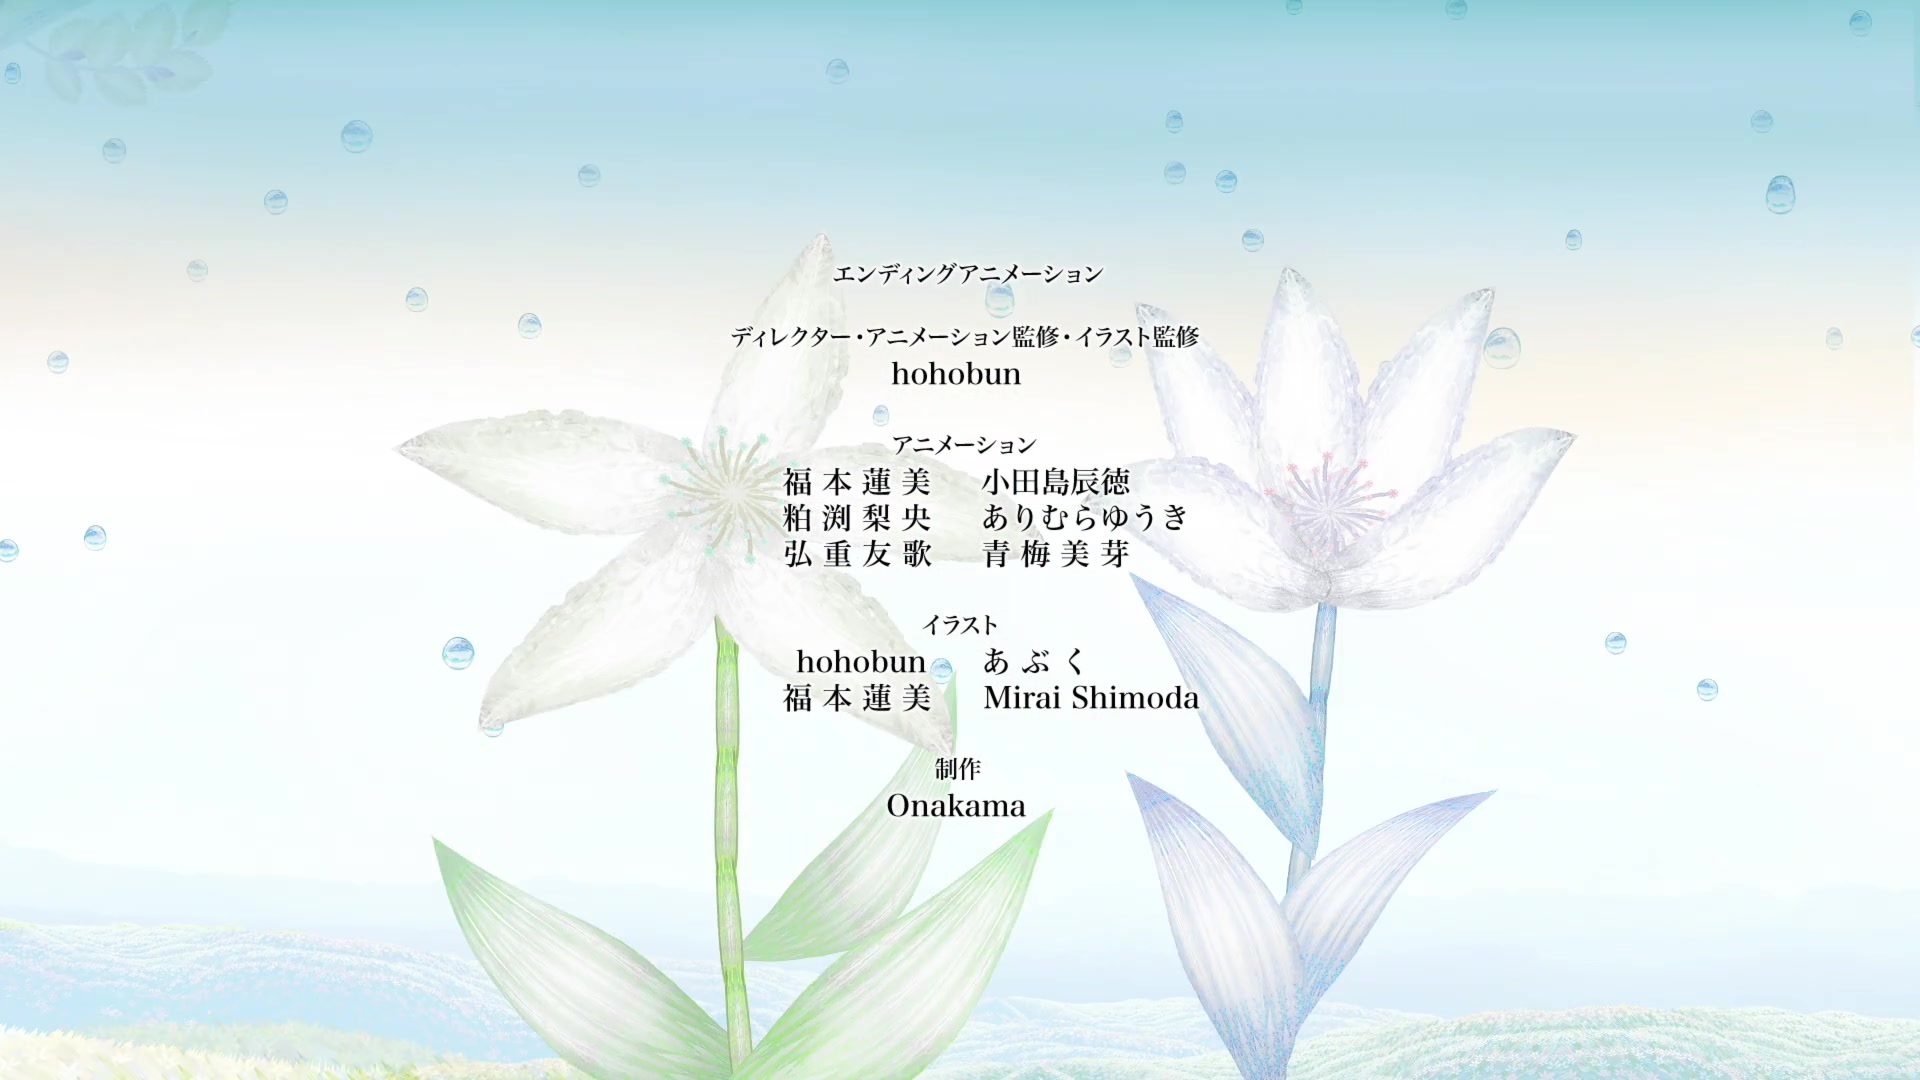 エンディングアニメーション
ディレクター・アニメーション監修・イラスト監修
hohobun
アニメーション
福本蓮美 小田島辰徳
粕渕梨央 ありむらゆうき
弘重友歌 青梅美芽
イラスト
hohobun あぶく
福本蓮美 Mirai Shimoda
制作
Onakama